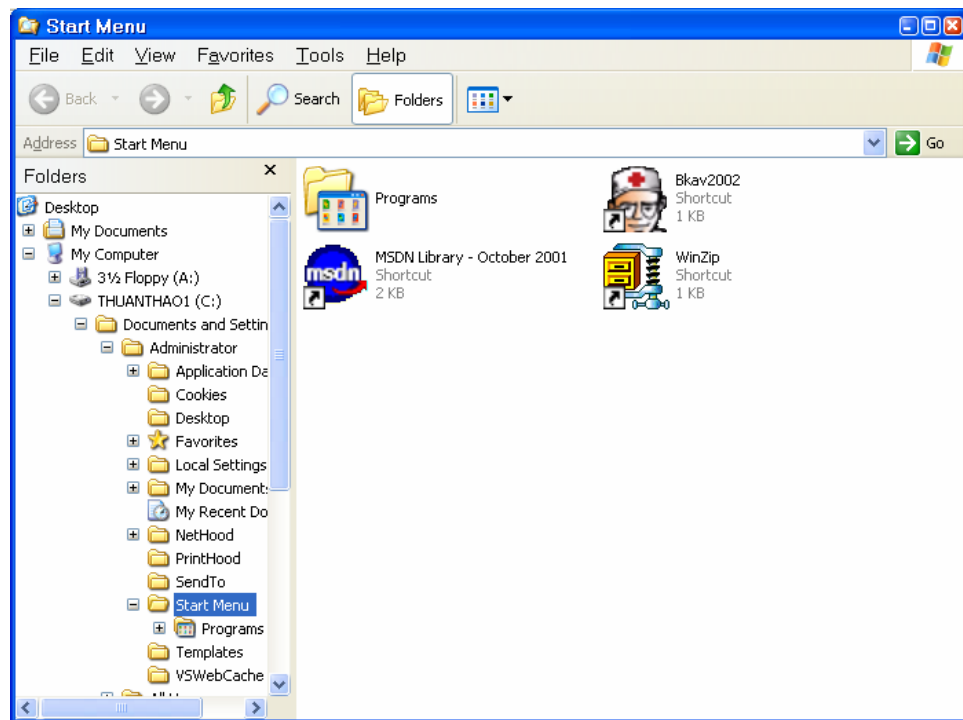 Start Menu
File Edit View Favorites Tools Help
Back Search Folders
Address Start Menu Go
Folders
Desktop
My Documents
My Computer
3½ Floppy (A:)
THUANTHAO1 (C:)
Documents and Settin
Administrator
Application Da
Cookies
Desktop
Favorites
Local Settings
My Document
My Recent Do
NetHood
PrintHood
SendTo
Start Menu
Programs
Templates
VSWebCache
Programs
Bkav2002
Shortcut
1 KB
msdn
MSDN Library - October 2001
Shortcut
2 KB
WinZip
Shortcut
1 KB